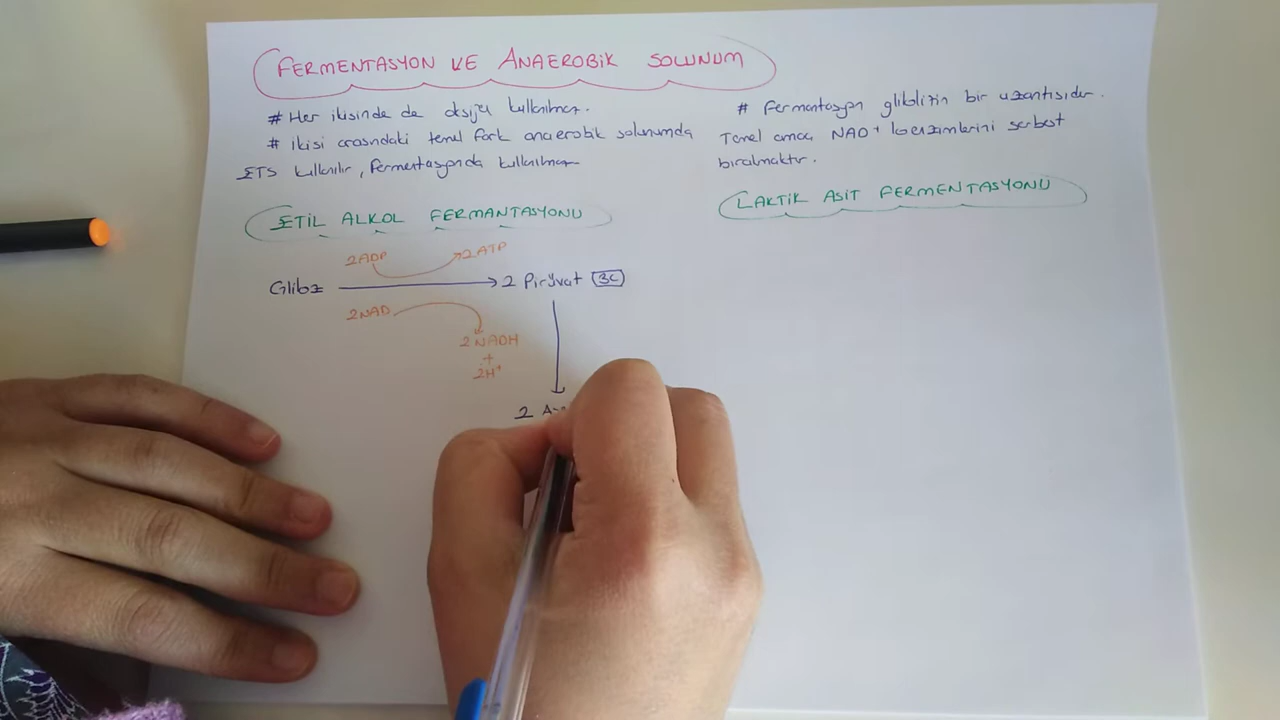 FERMENTASYON VE ANAEROBİK SOLUNUM
# Her ikisinde de oksijen kullanılmaz.
# ikisi arasındaki temel fark anaerobik solunumda
ETS kullanılır, fermentasyonda kullanılmaz
# Fermentasyon glikolizin bir uzantısıdır.
Temel amaç NAD+ koenzimlerini serbest
bırakmaktır.
ETİL ALKOL FERMANTASYONU
2ADP 2ATP
Glikoz 2 Pirüvat 3C
2NAD
2NADH
+
2H+
2
LAKTİK ASİT FERMENTASYONU